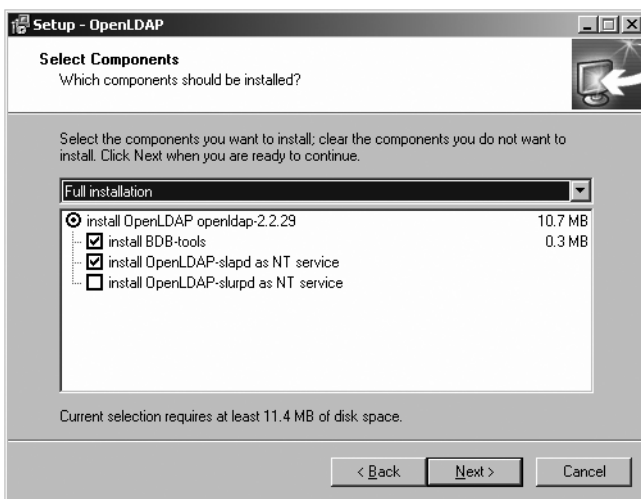 Setup - OpenLDAP
Select Components
Which components should be installed?
Select the components you want to install; clear the components you do not want to
install. Click Next when you are ready to continue.
Full installation
install OpenLDAP openldap-2.2.29 10.7 MB
install BDB-tools 0.3 MB
install OpenLDAP-slapd as NT service
install OpenLDAP-slurpd as NT service
Current selection requires at least 11.4 MB of disk space.
< Back Next > Cancel